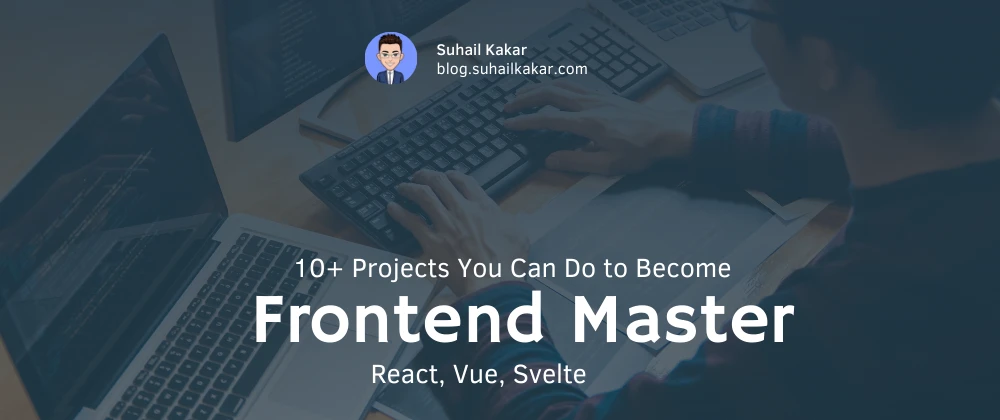 Suhail Kakar
blog.suhailkakar.com
10+ Projects You Can Do to Become
Frontend Master
React, Vue, Svelte